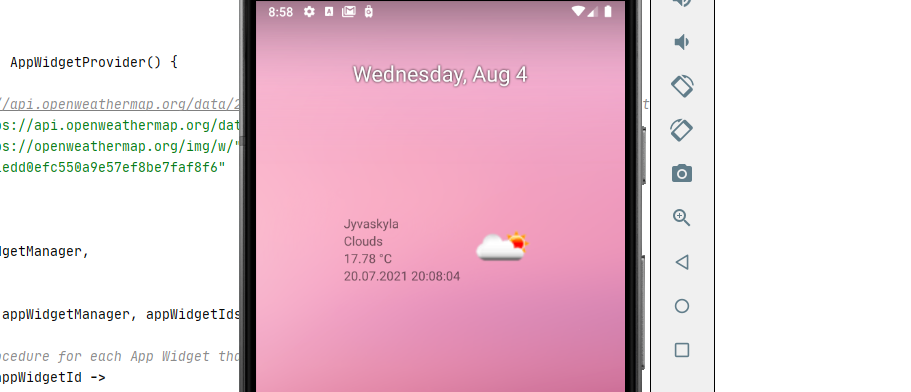 8:58
AppWidgetProvider() {
Wednesday, Aug 4
//api.openweathermap.org/data/2
ps://api.openweathermap.org/dat
ps://openweathermap.org/img/w/"
edd0efc550a9e57ef8be7faf8f6"
Jyvaskyla
Clouds
17.78 °C
20.07.2021 20:08:04
dgetManager,
appWidgetManager, appWidgetIds
ocedure for each App Widget tha
appWidgetId ->